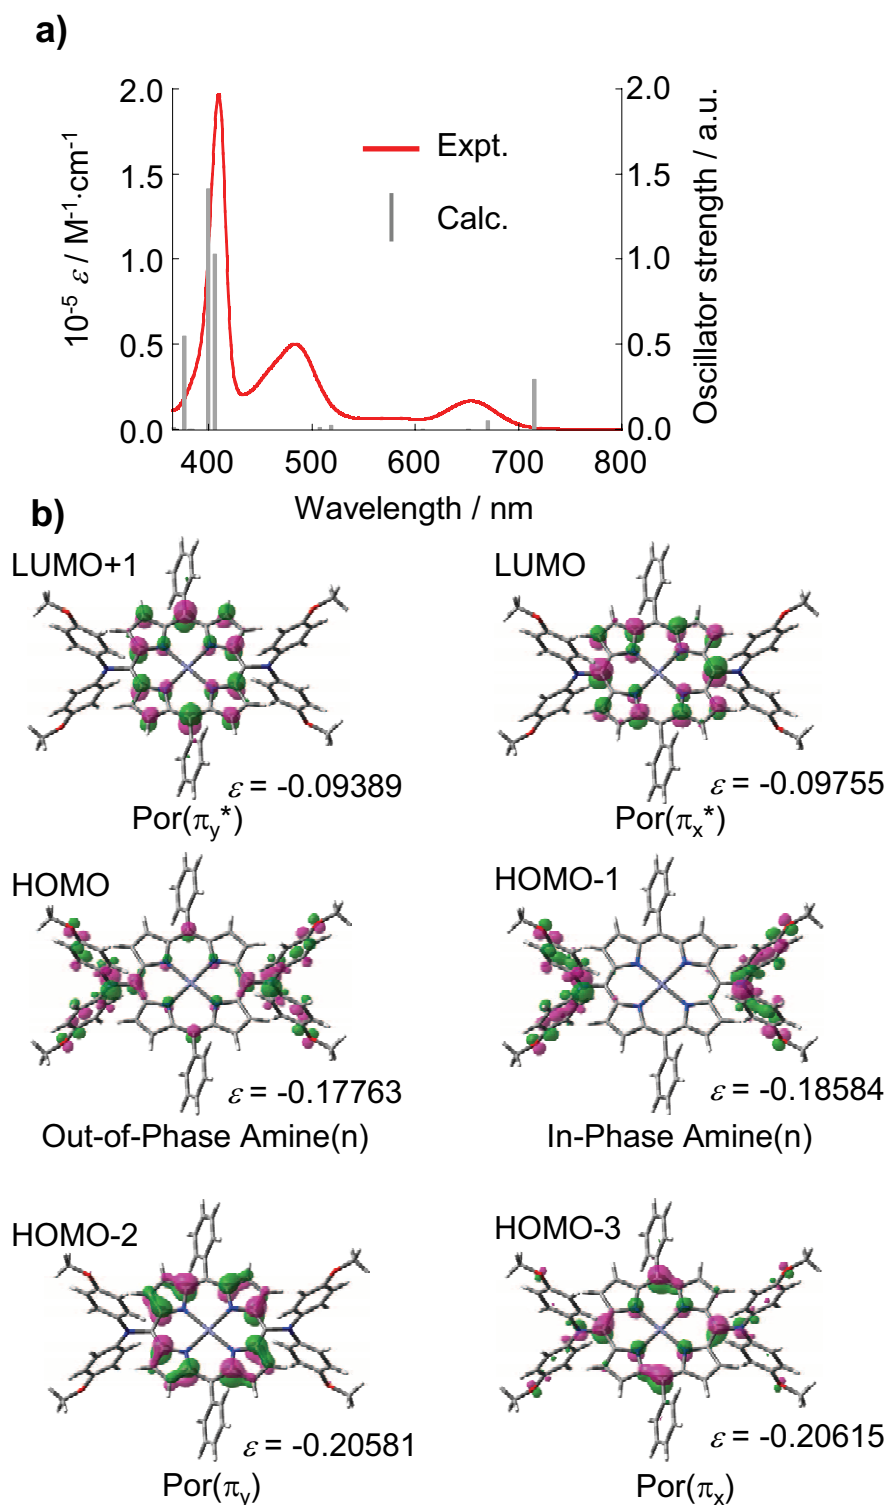 a)
2.0
1.5
1.0
0.5
0.0
10⁻⁵ ε / M⁻¹·cm⁻¹
Expt.
Calc.
2.0
1.5
1.0
0.5
0.0
Oscillator strength / a.u.
400 500 600 700 800
Wavelength / nm
b)
LUMO+1
ε = -0.09389
Por(πy*)
LUMO
ε = -0.09755
Por(πx*)
HOMO
ε = -0.17763
Out-of-Phase Amine(n)
HOMO-1
ε = -0.18584
In-Phase Amine(n)
HOMO-2
ε = -0.20581
Por(πy)
HOMO-3
ε = -0.20615
Por(πx)